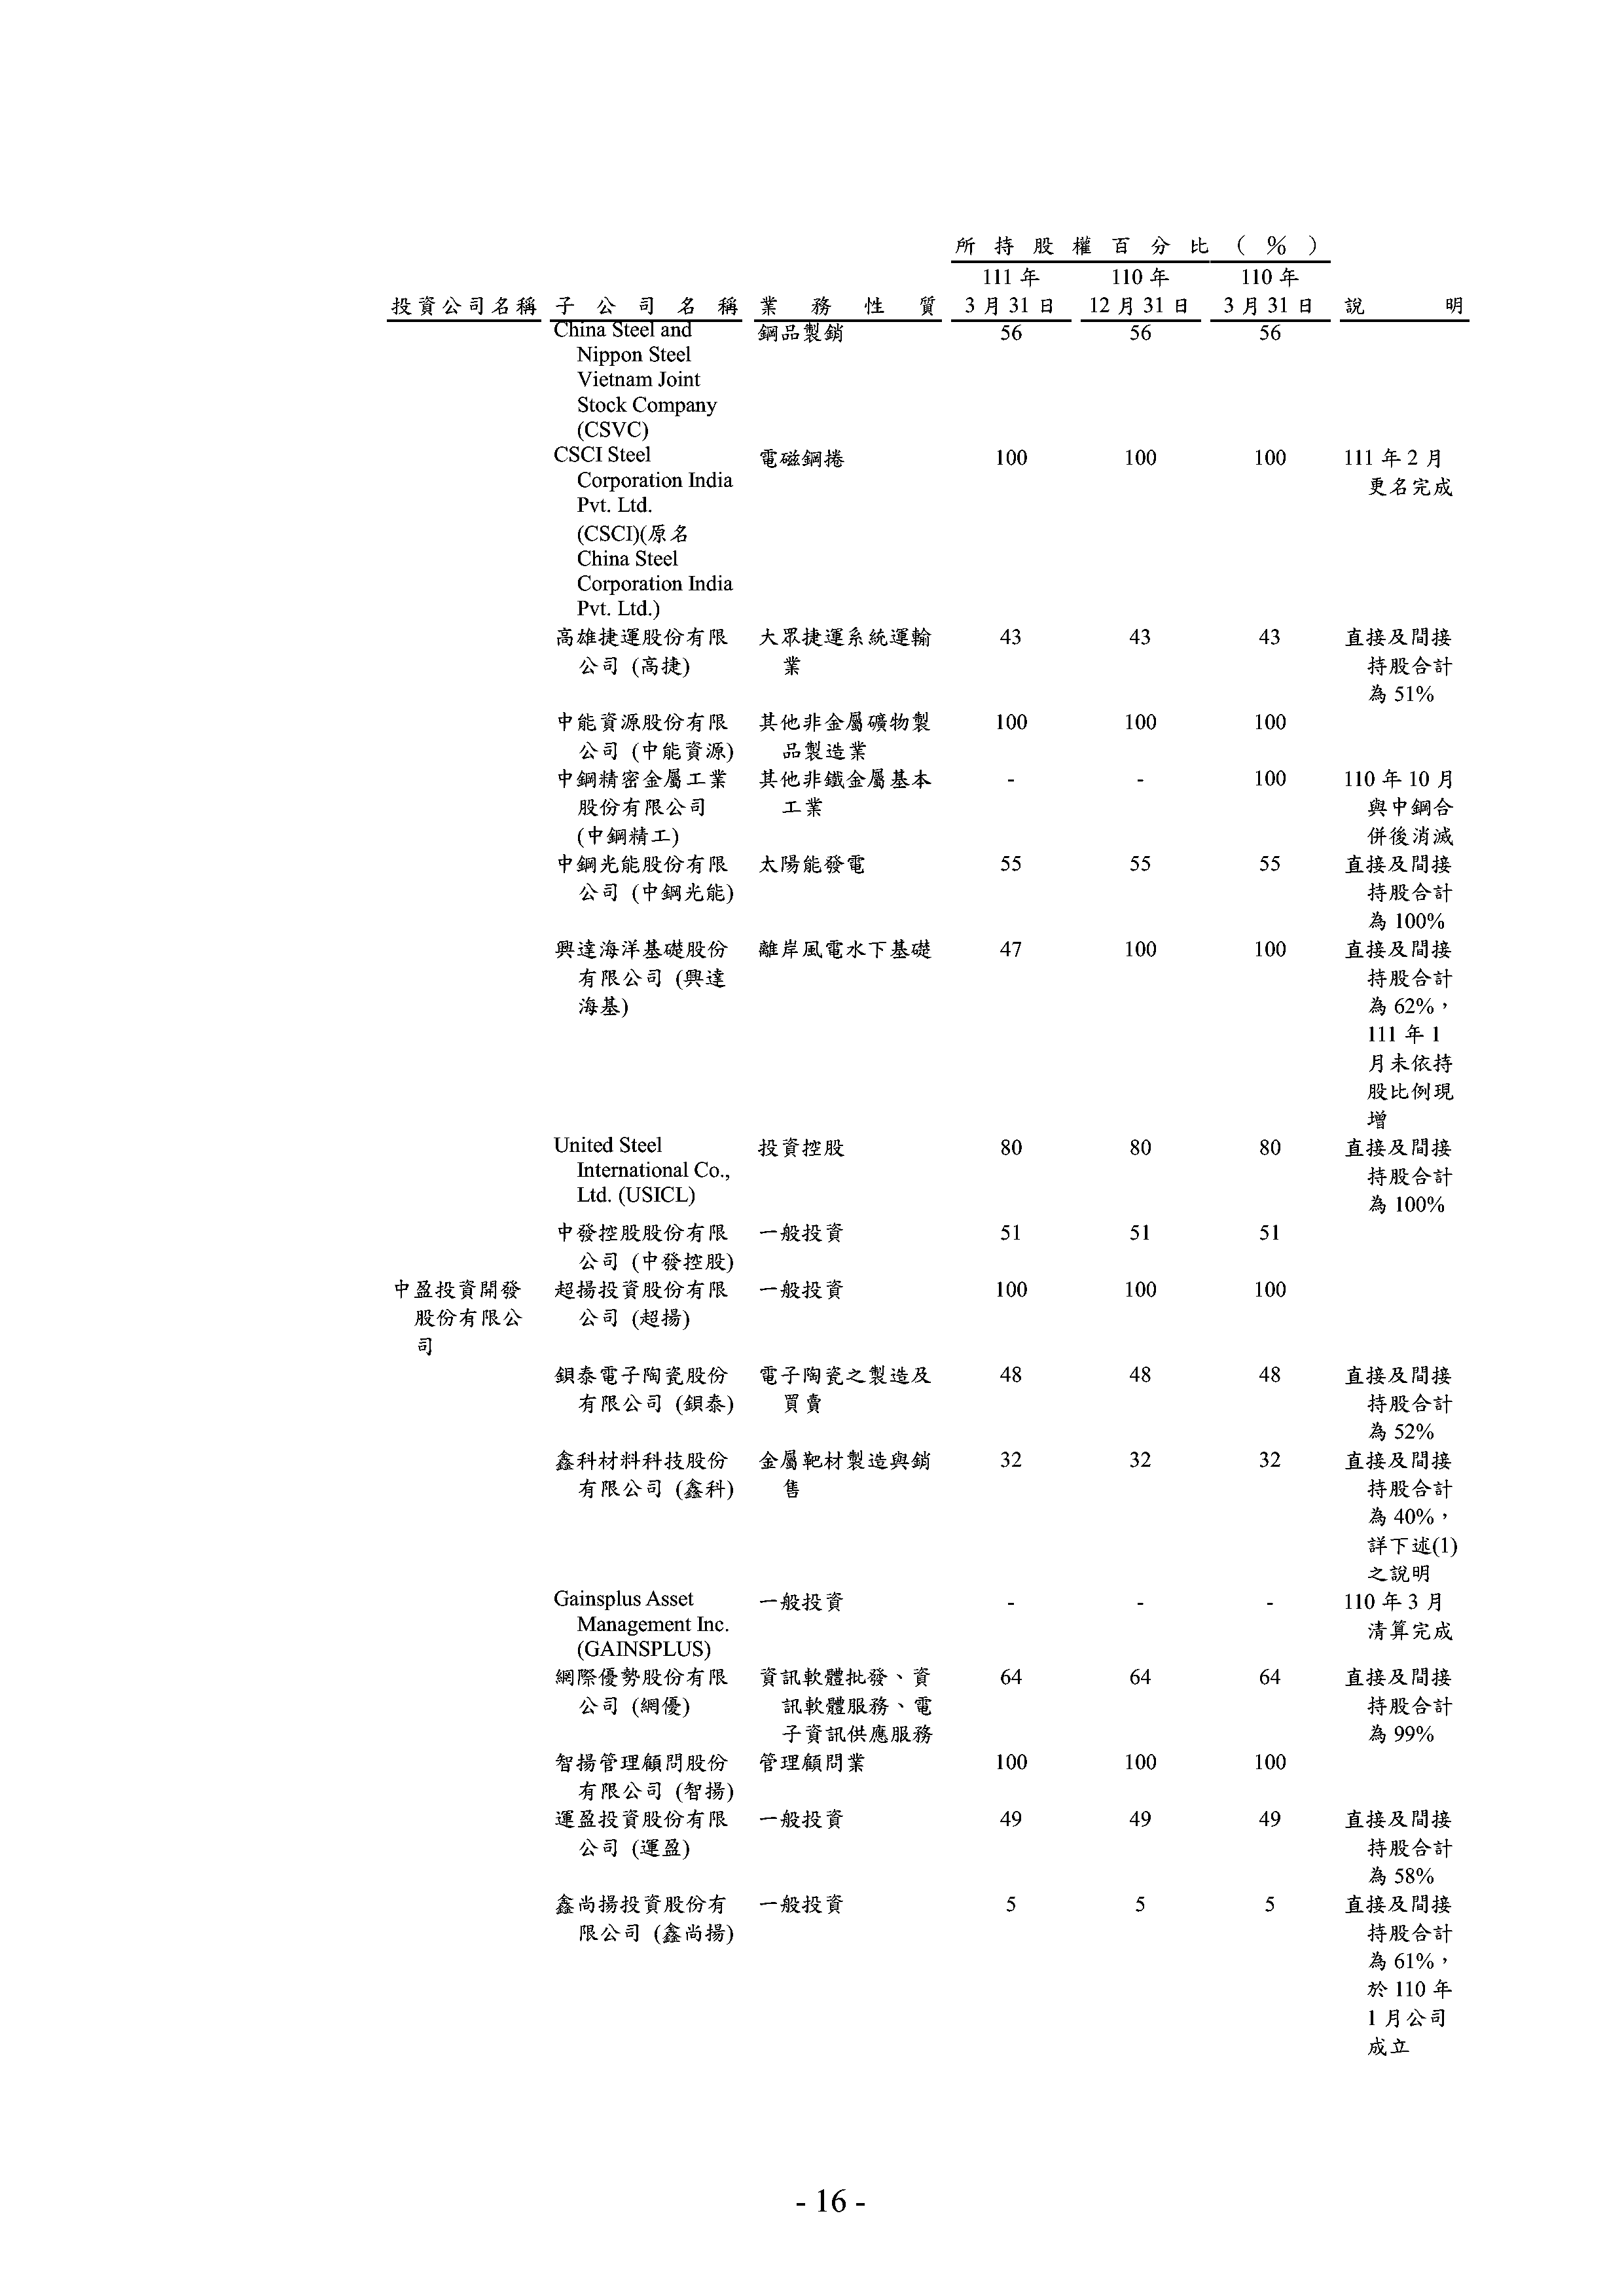 所持股權百分比（％）
111年 110年 110年
投資公司名稱 子公司名稱 業務性質 3月31日 12月31日 3月31日 說明
China Steel and 鋼品製銷 56 56 56
Nippon Steel
Vietnam Joint
Stock Company
(CSVC)
CSCI Steel 電磁鋼捲 100 100 100 111年2月
Corporation India 更名完成
Pvt. Ltd.
(CSCI)(原名
China Steel
Corporation India
Pvt. Ltd.)
高雄捷運股份有限 大眾捷運系統運輸 43 43 43 直接及間接
公司 (高捷) 業 持股合計
為51%
中能資源股份有限 其他非金屬礦物製 100 100 100
公司 (中能資源) 品製造業
中鋼精密金屬工業 其他非鐵金屬基本 - - 100 110年10月
股份有限公司 工業 與中鋼合
(中鋼精工) 併後消滅
中鋼光能股份有限 太陽能發電 55 55 55 直接及間接
公司 (中鋼光能) 持股合計
為100%
興達海洋基礎股份 離岸風電水下基礎 47 100 100 直接及間接
有限公司 (興達 持股合計
海基) 為62%，
111年1
月未依持
股比例現
增
United Steel 投資控股 80 80 80 直接及間接
International Co., 持股合計
Ltd. (USICL) 為100%
中發控股股份有限 一般投資 51 51 51
公司 (中發控股)
中盈投資開發 超揚投資股份有限 一般投資 100 100 100
股份有限公 公司 (超揚)
司
鋇泰電子陶瓷股份 電子陶瓷之製造及 48 48 48 直接及間接
有限公司 (鋇泰) 買賣 持股合計
為52%
鑫科材料科技股份 金屬靶材製造與銷 32 32 32 直接及間接
有限公司 (鑫科) 售 持股合計
為40%，
詳下述(1)
之說明
Gainsplus Asset 一般投資 - - - 110年3月
Management Inc. 清算完成
(GAINSPLUS)
網際優勢股份有限 資訊軟體批發、資 64 64 64 直接及間接
公司 (網優) 訊軟體服務、電 持股合計
子資訊供應服務 為99%
智揚管理顧問股份 管理顧問業 100 100 100
有限公司 (智揚)
運盈投資股份有限 一般投資 49 49 49 直接及間接
公司 (運盈) 持股合計
為58%
鑫尚揚投資股份有 一般投資 5 5 5 直接及間接
限公司 (鑫尚揚) 持股合計
為61%，
於110年
1月公司
成立
- 16 -